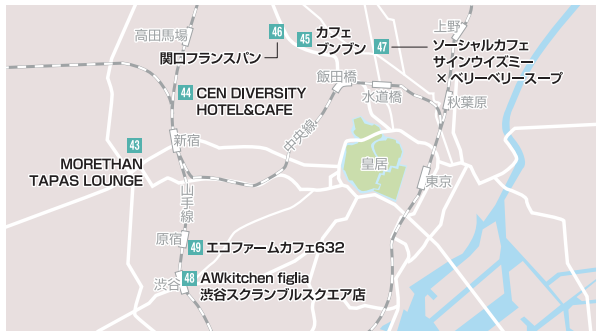 高田馬場
46
関口フランスパン
45
カフェ
ブンブン
47
ソーシャルカフェ
サインウイズミー
× ベリーベリースープ
上野
飯田橋
水道橋
秋葉原
44
CEN DIVERSITY
HOTEL&CAFE
中央線
43
MORETHAN
TAPAS LOUNGE
新宿
皇居
東京
山手線
原宿
49
エコファームカフェ632
渋谷
48
AWkitchen figlia
渋谷スクランブルスクエア店